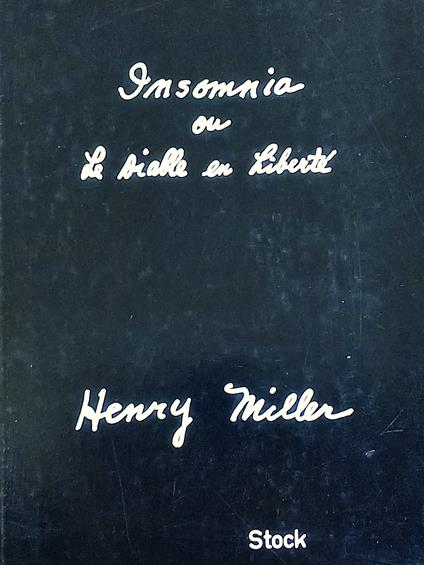 Insomnia
ou
Le Diable en Liberté
Henry Miller
Stock